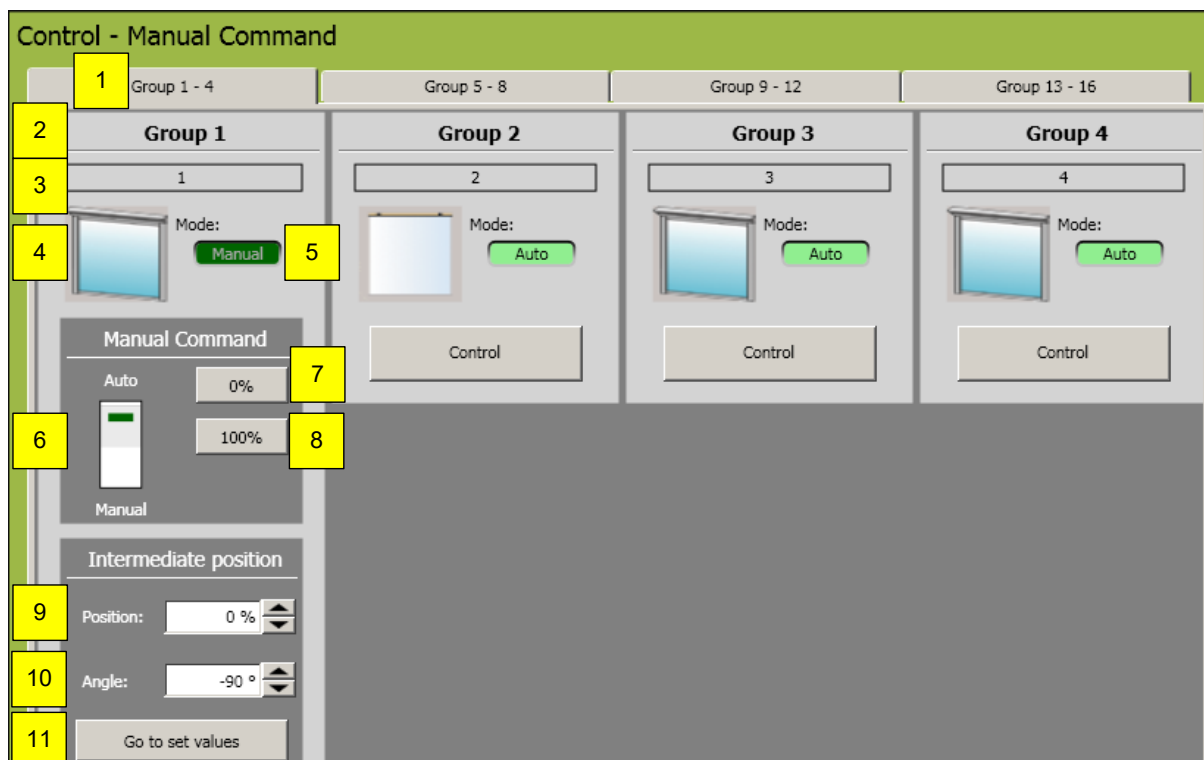 Control - Manual Command
1
Group 1 - 4
Group 5 - 8
Group 9 - 12
Group 13 - 16
2
Group 1
Group 2
Group 3
Group 4
3
1
2
3
4
4
Mode:
Manual
5
Mode:
Auto
Mode:
Auto
Mode:
Auto
Manual Command
Auto
0%
7
6
100%
8
Manual
Control
Control
Control
Intermediate position
9
Position:
0 %
10
Angle:
-90 °
11
Go to set values